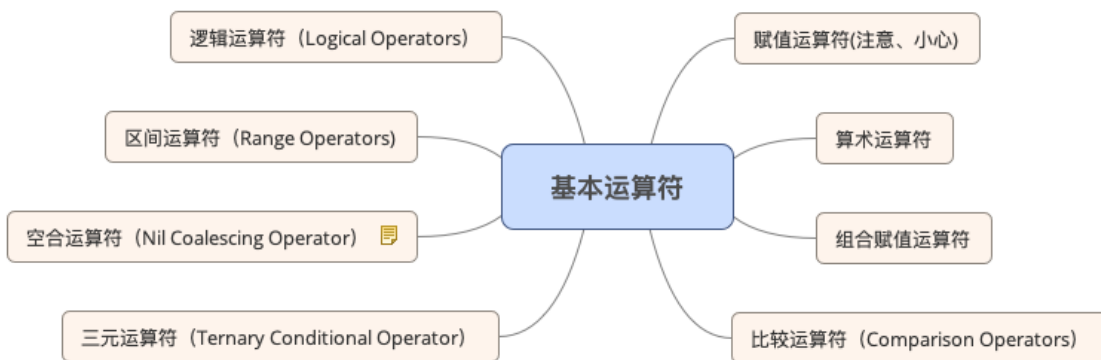 逻辑运算符（Logical Operators）
赋值运算符(注意、小心)
区间运算符（Range Operators)
算术运算符
基本运算符
空合运算符（Nil Coalescing Operator）
组合赋值运算符
三元运算符（Ternary Conditional Operator）
比较运算符（Comparison Operators）